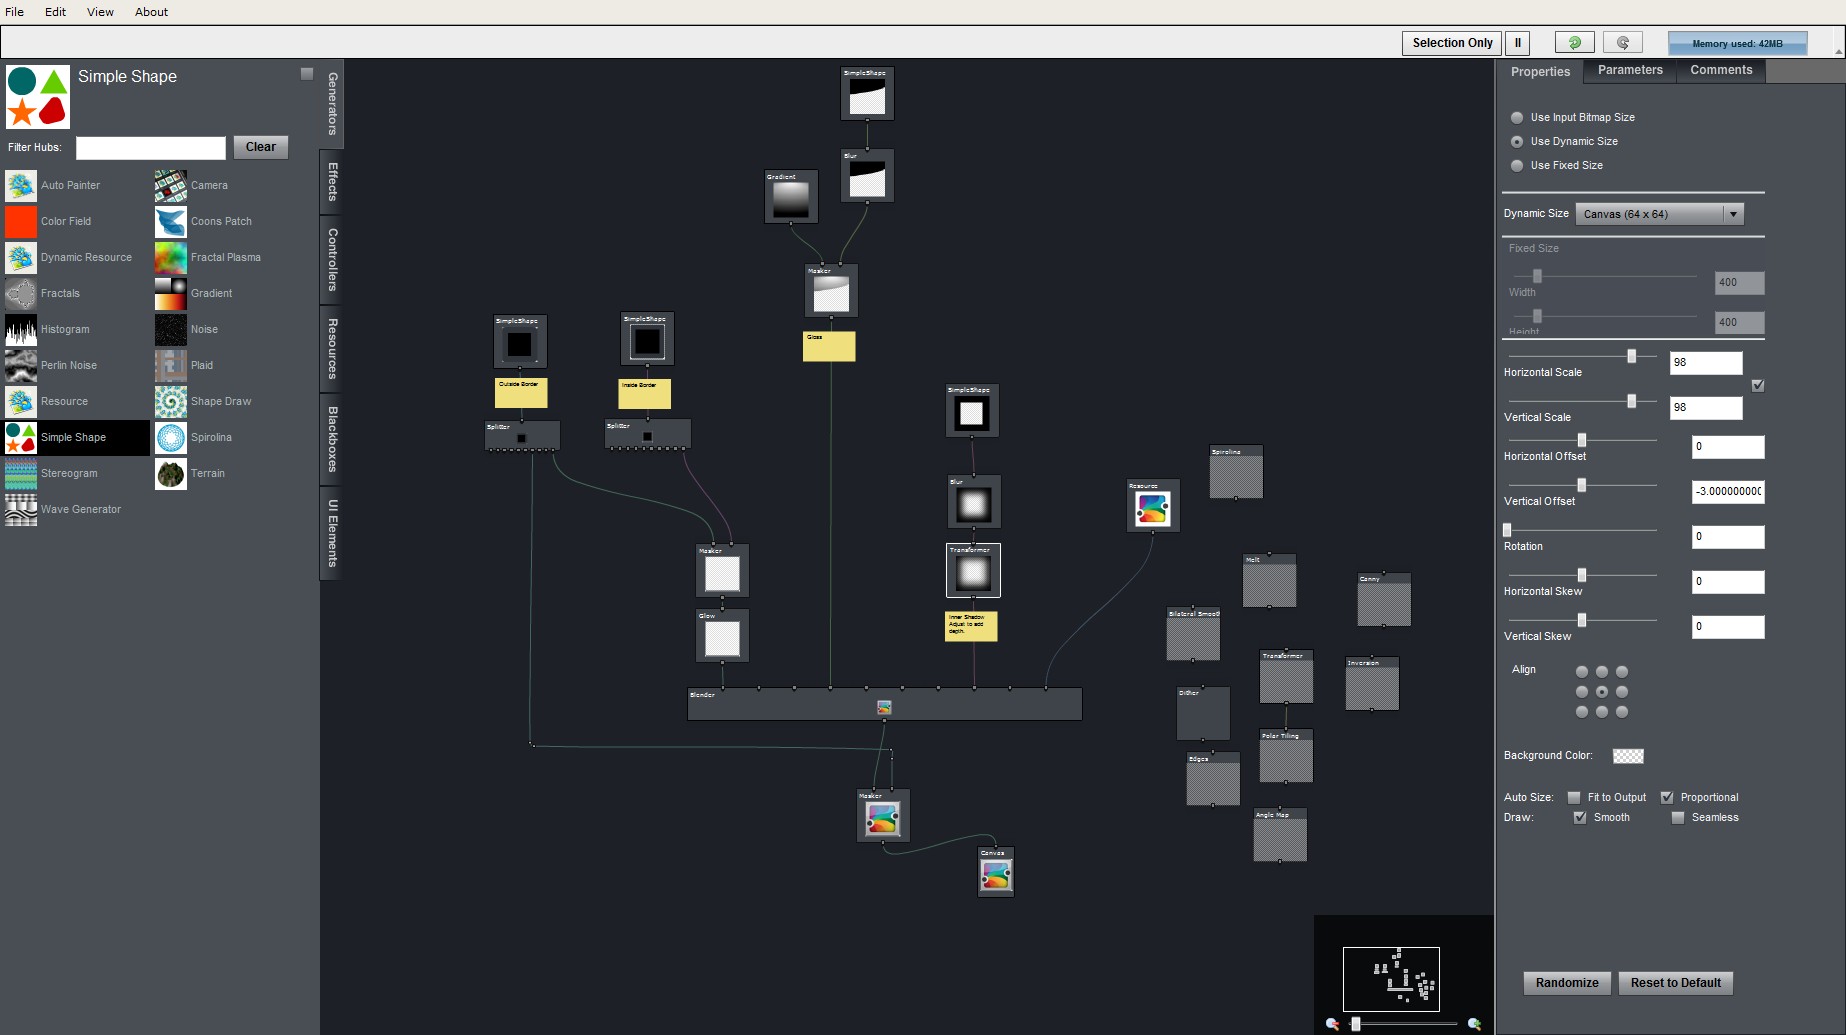 File Edit View About
Selection Only
II
Memory used: 42MB
Simple Shape
Filter Hubs:
Clear
Auto Painter
Camera
Color Field
Coons Patch
Dynamic Resource
Fractal Plasma
Fractals
Gradient
Histogram
Noise
Perlin Noise
Plaid
Resource
Shape Draw
Simple Shape
Spirolina
Stereogram
Terrain
Wave Generator
Generators
Effects
Controllers
Resources
Blackboxes
UI Elements
SimpleShape
Blur
Gradient
Masker
Gloss
SimpleShape
SimpleShape
Outside Border
Inside Border
Splitter
Splitter
SimpleShape
Blur
Transformer
Inner Shadow
Adjust to add
depth.
Masker
Glow
Blender
Masker
Canvas
Resource
Spirolina
Melt
Canny
Bilateral Smooth
Transformer
Inversion
Dither
Polar Tiling
Edges
Angle Map
Properties
Parameters
Comments
Use Input Bitmap Size
Use Dynamic Size
Use Fixed Size
Dynamic Size
Canvas (64 x 64)
Fixed Size
400
Width
400
Height
98
Horizontal Scale
98
Vertical Scale
0
Horizontal Offset
-3.000000000
Vertical Offset
0
Rotation
0
Horizontal Skew
0
Vertical Skew
Align
Background Color:
Auto Size: Fit to Output Proportional
Draw: Smooth Seamless
Randomize
Reset to Default